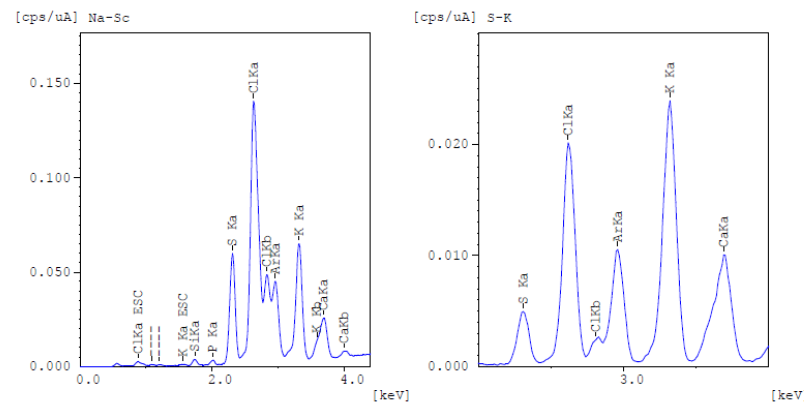 [cps/uA] Na-Sc
0.150
0.100
0.050
0.000
0.0
2.0
4.0
[keV]
ClKa ESC
K Ka ESC
SiKa
P Ka
S Ka
ClKa
ClKb
ArKa
K Ka
K Kb
CaKa
CaKb
[cps/uA] S-K
0.020
0.010
0.000
3.0
[keV
S Ka
ClKa
ClKb
ArKa
K Ka
CaKa